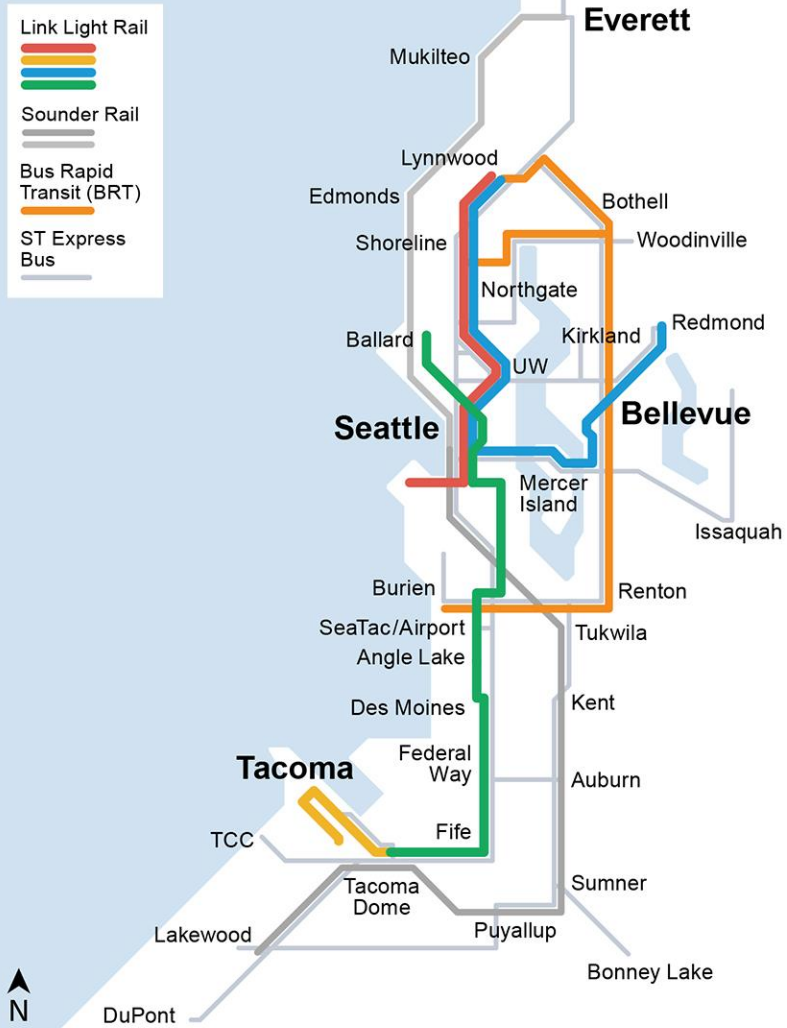 Link Light Rail
Sounder Rail
Bus Rapid
Transit (BRT)
ST Express
Bus
Everett
Mukilteo
Lynnwood
Edmonds
Bothell
Shoreline
Woodinville
Northgate
Ballard
Kirkland
Redmond
UW
Seattle
Bellevue
Mercer
Island
Issaquah
Burien
Renton
SeaTac/Airport
Tukwila
Angle Lake
Des Moines
Kent
Federal
Way
Tacoma
Auburn
TCC
Fife
Tacoma
Dome
Sumner
Lakewood
Puyallup
Bonney Lake
N
DuPont